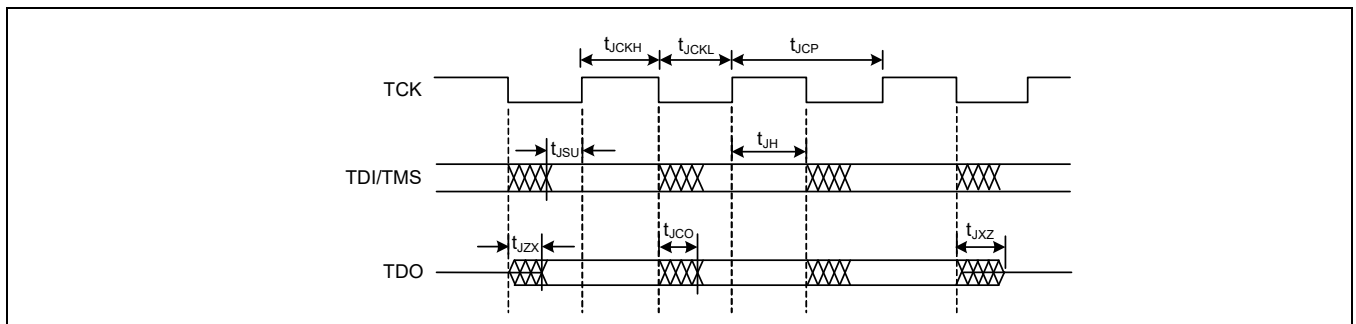 tJCKH tJCKL tJCP
TCK
tJSU tJH
TDI/TMS
tJZX tJCO tJXZ
TDO